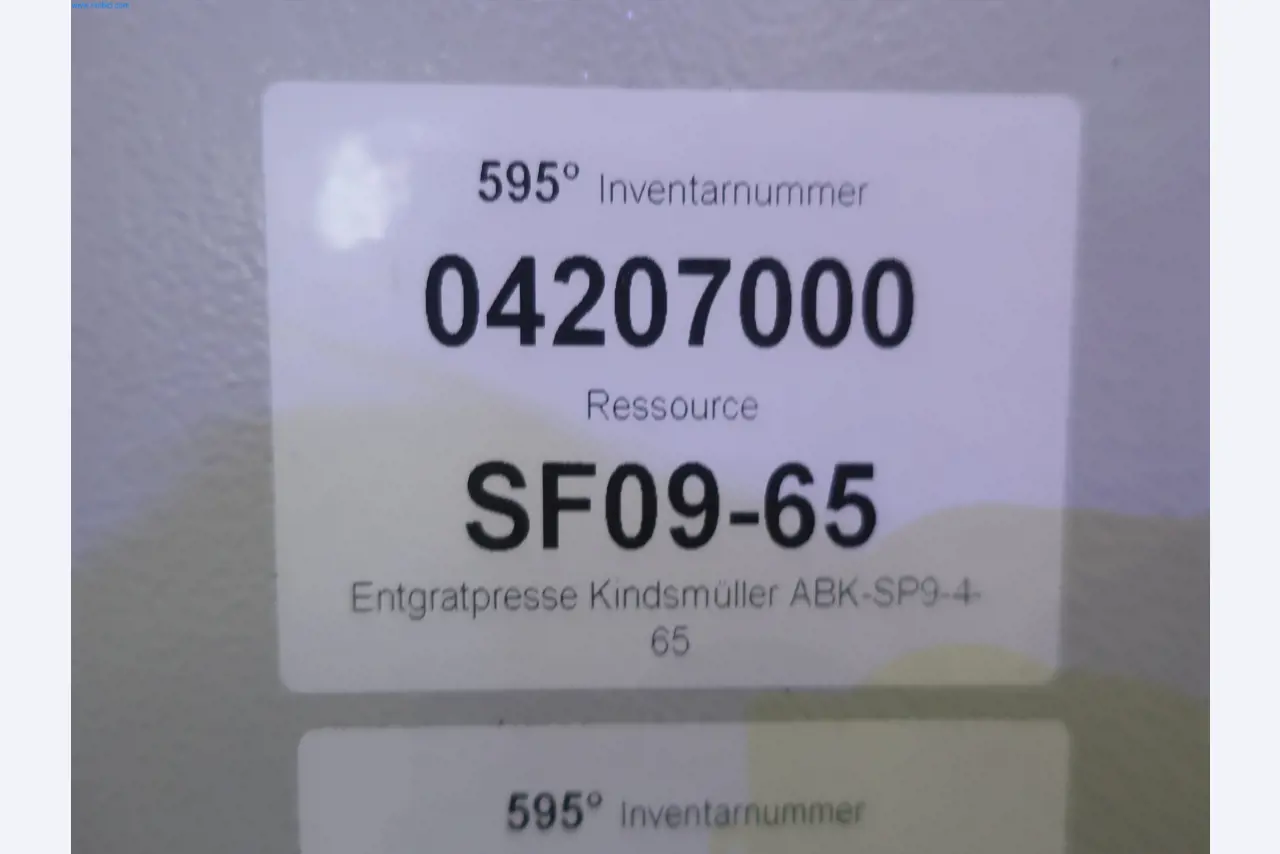 595° Inventarnummer
04207000
Ressource
SF09-65
Entgratpresse Kindsmüller ABK-SP9-4-
65
595° Inventarnummer